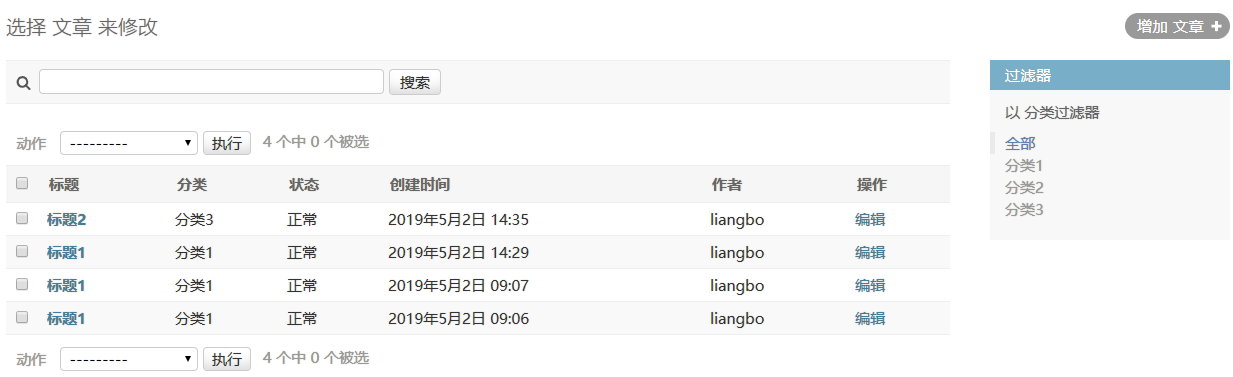 选择 文章 来修改
增加 文章 +
搜索
过滤器
以 分类过滤器
全部
分类1
分类2
分类3
动作 --------- 执行 4 个中 0 个被选
标题 分类 状态 创建时间 作者 操作
标题2 分类3 正常 2019年5月2日 14:35 liangbo 编辑
标题1 分类1 正常 2019年5月2日 14:29 liangbo 编辑
标题1 分类1 正常 2019年5月2日 09:07 liangbo 编辑
标题1 分类1 正常 2019年5月2日 09:06 liangbo 编辑
动作 --------- 执行 4 个中 0 个被选